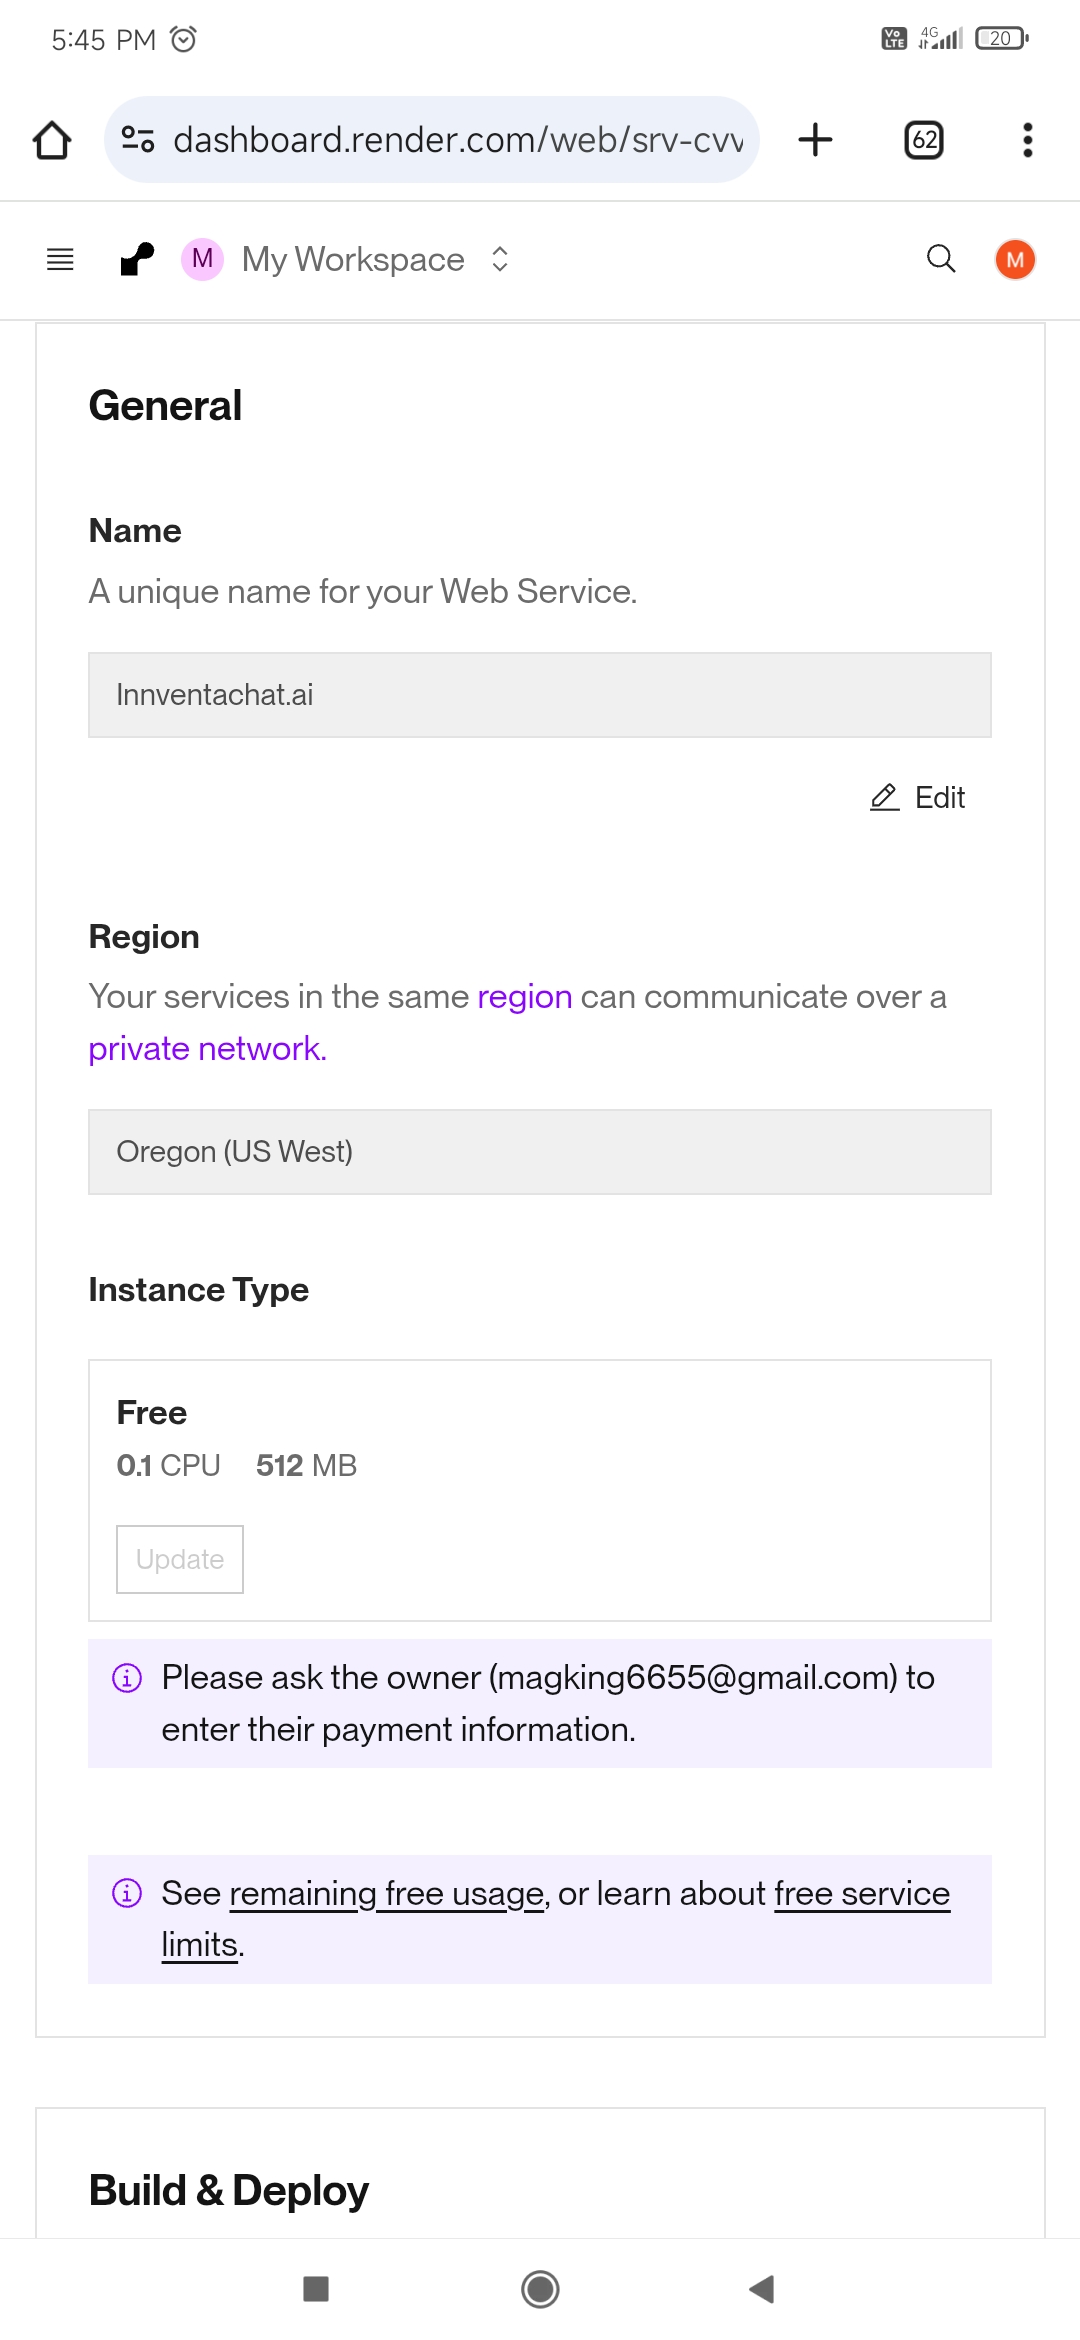 5:45 PM
Vo LTE 4G 20
dashboard.render.com/web/srv-cvv
62
M My Workspace M
General
Name
A unique name for your Web Service.
Innventachat.ai
Edit
Region
Your services in the same region can communicate over a
private network.
Oregon (US West)
Instance Type
Free
0.1 CPU 512 MB
Update
Please ask the owner (magking6655@gmail.com) to
enter their payment information.
See remaining free usage, or learn about free service
limits.
Build & Deploy